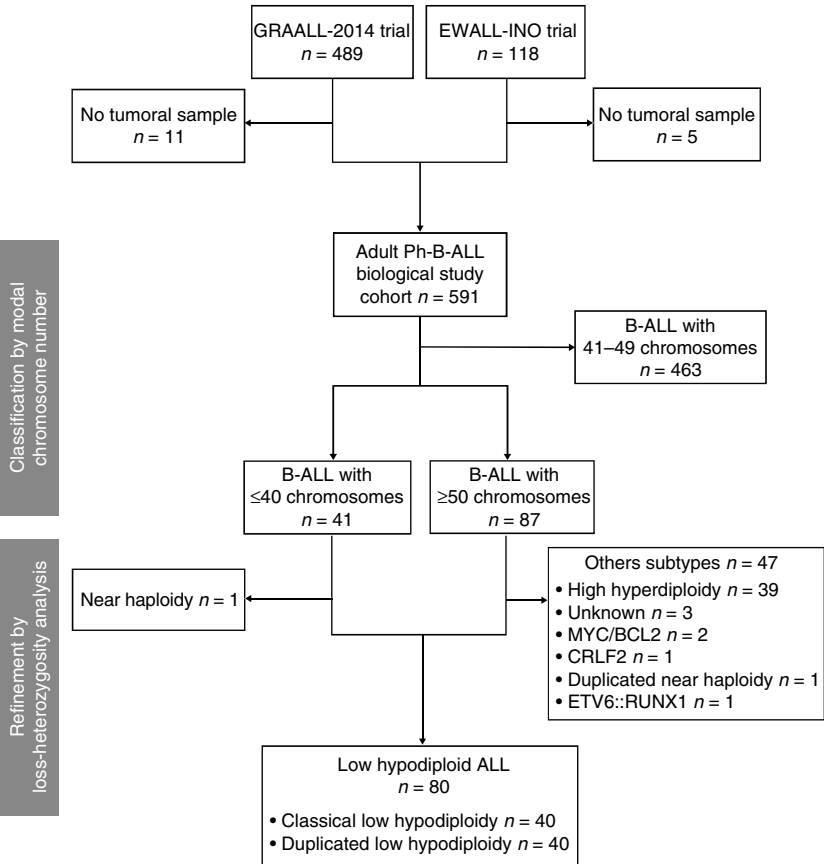 GRAALL-2014 trial
n = 489
EWALL-INO trial
n = 118
No tumoral sample
n = 11
No tumoral sample
n = 5
Adult Ph-B-ALL
biological study
cohort n = 591
Classification by modal
chromosome number
B-ALL with
41–49 chromosomes
n = 463
B-ALL with
≤40 chromosomes
n = 41
B-ALL with
≥50 chromosomes
n = 87
Refinement by
loss-heterozygosity analysis
Near haploidy n = 1
Others subtypes n = 47
• High hyperdiploidy n = 39
• Unknown n = 3
• MYC/BCL2 n = 2
• CRLF2 n = 1
• Duplicated near haploidy n = 1
• ETV6::RUNX1 n = 1
Low hypodiploid ALL
n = 80
• Classical low hypodiploidy n = 40
• Duplicated low hypodiploidy n = 40